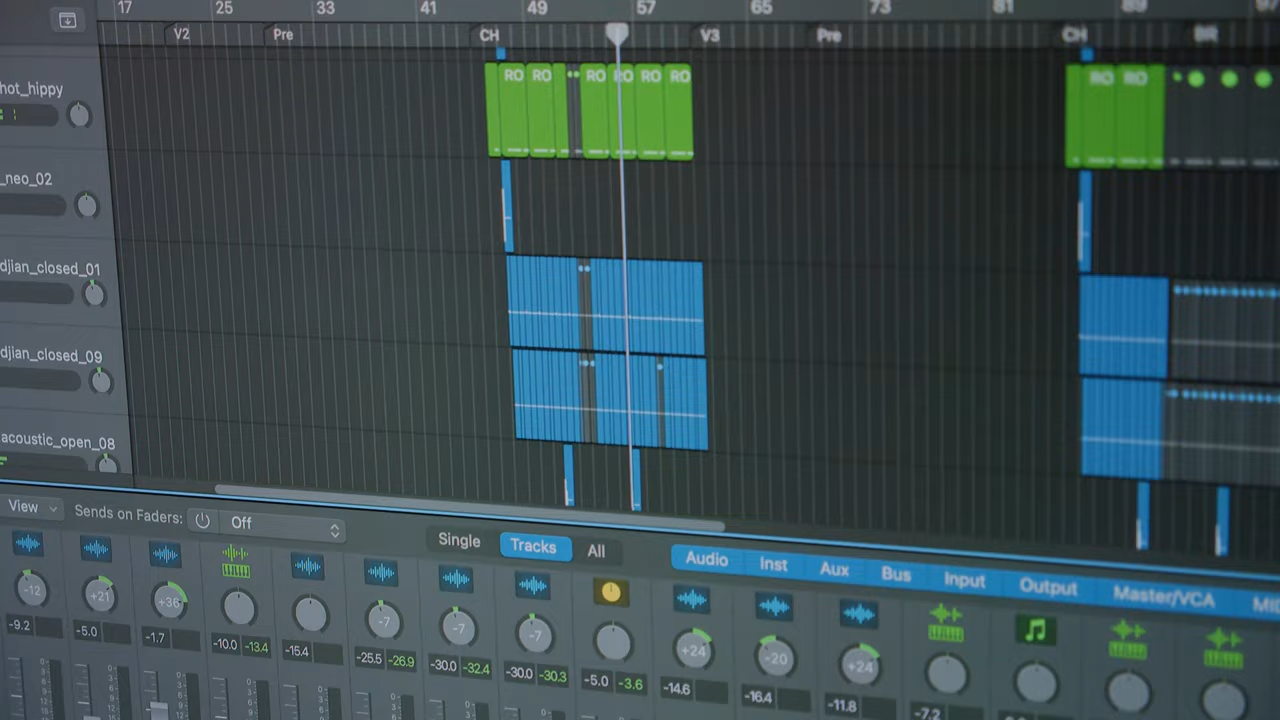 17 25 33 41 49 57 65 73 81 89 97
V2 Pre CH V3 Pre CH BR
RO RO RO RO RO RO RO RO
hot_hippy
_neo_02
djian_closed_01
djian_closed_09
acoustic_open_08
View Sends on Faders: Off Single Tracks All Audio Inst Aux Bus Input Output Master/VCA
-12 +21 +36 -7 -7 -7 +24 -20 +24
-9.2 -5.0 -1.7 -10.0 -13.4 -15.4 -25.5 -26.9 -30.0 -32.4 -30.0 -30.3 -5.0 -3.6 -14.6 -16.4 -11.8 -7.2